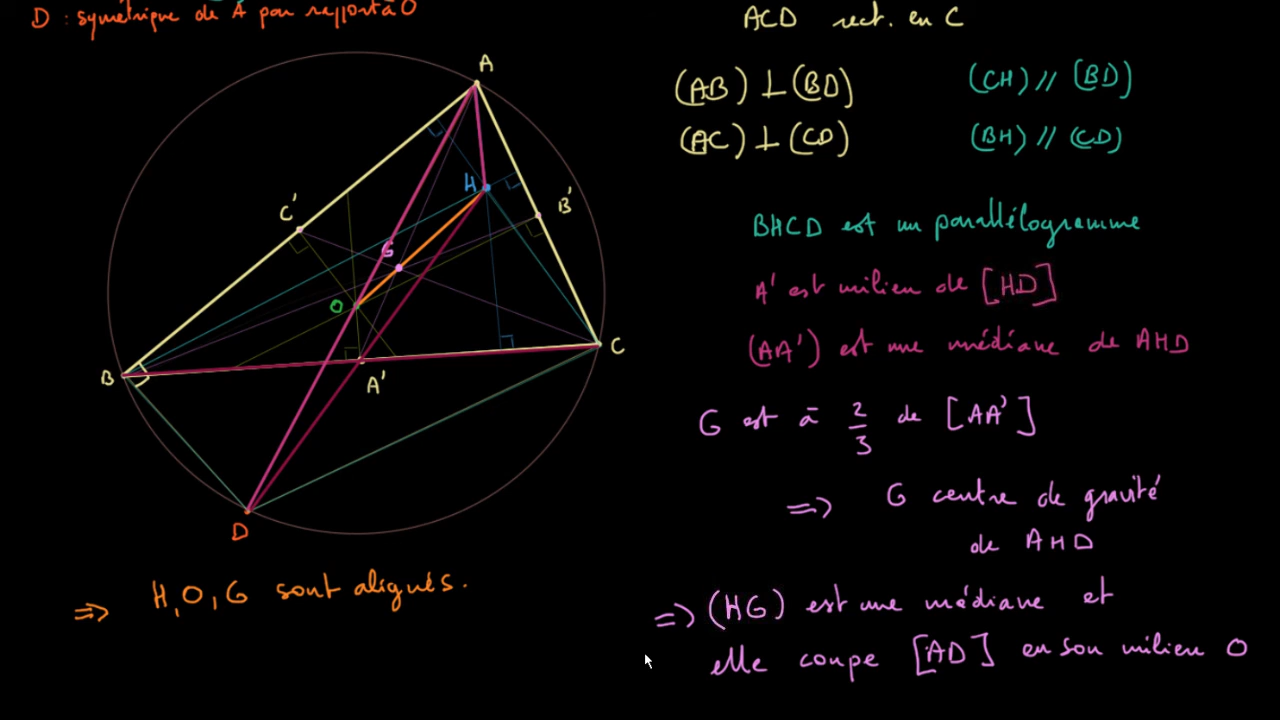 D : symétrique de A par rapport à O
ACD rect. en C
(AB) ⊥ (BD)
(CH) // (BD)
(AC) ⊥ (CD)
(BH) // (CD)
A
H
B'
C'
G
O
C
B
A'
D
BHCD est un parallélogramme
A' est milieu de [HD]
(AA') est une médiane de AHD
G est à 2/3 de [AA']
=> G centre de gravité
de AHD
=> H, O, G sont alignés.
=> (HG) est une médiane et
elle coupe [AD] en son milieu O